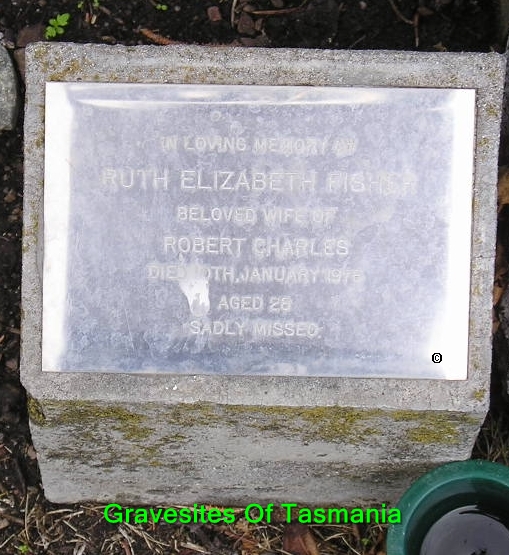 IN LOVING MEMORY OF
RUTH ELIZABETH FISHER
BELOVED WIFE OF
ROBERT CHARLES
DIED JANUARY
AGED 28
SADLY MISSED.
©
Gravesites Of Tasmania